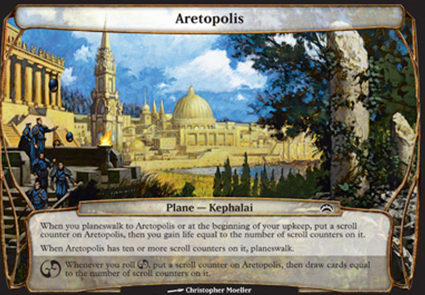 Aretopolis
Plane — Kephalai
When you planeswalk to Aretopolis or at the beginning of your upkeep, put a scroll
counter on Aretopolis, then you gain life equal to the number of scroll counters on it.
When Aretopolis has ten or more scroll counters on it, planeswalk.
Whenever you roll , put a scroll counter on Aretopolis, then draw cards equal
to the number of scroll counters on it.
Christopher Moeller